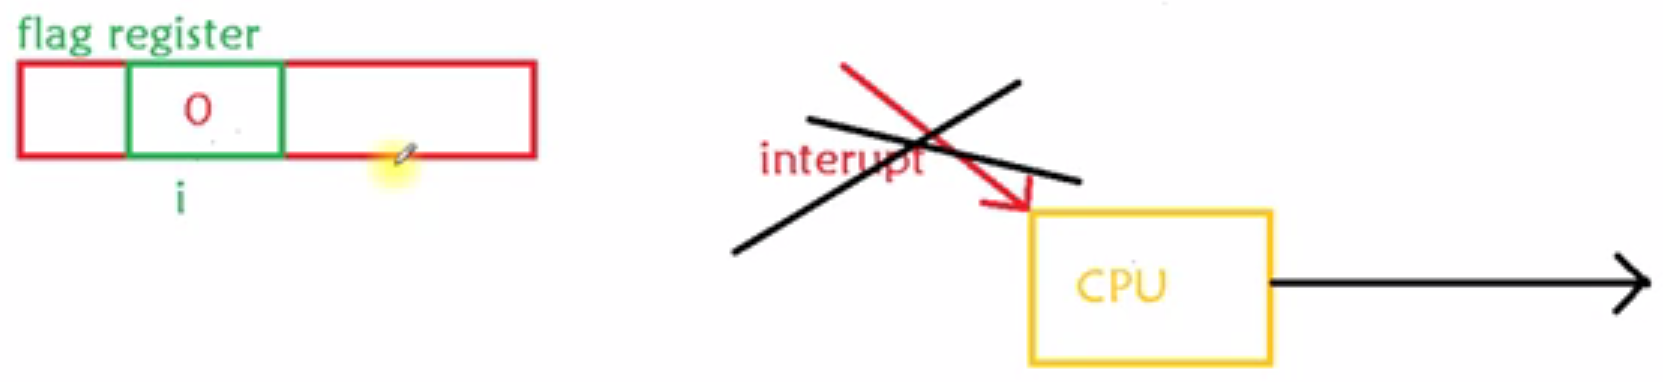 flag register
0
i
interupt
CPU